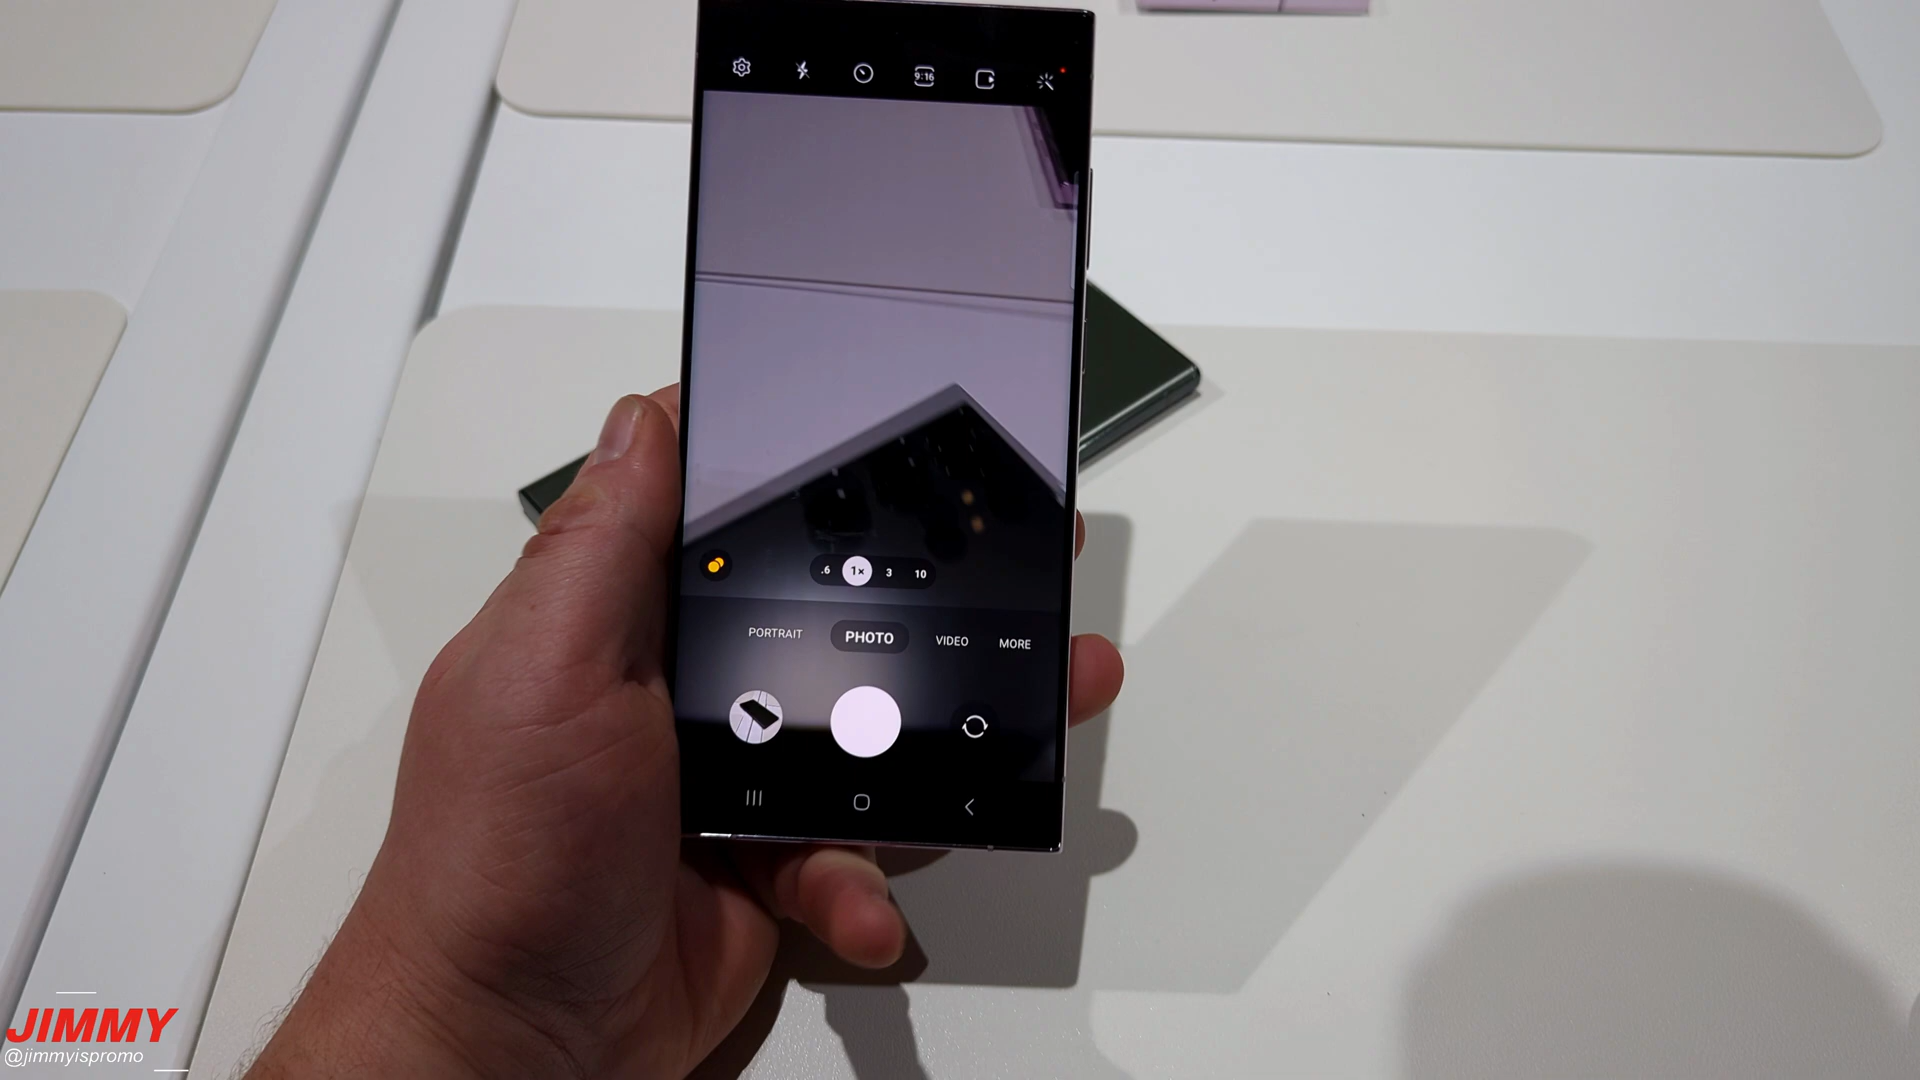 9:16
.6 1× 3 10
PORTRAIT PHOTO VIDEO MORE
JIMMY
@jimmyispromo